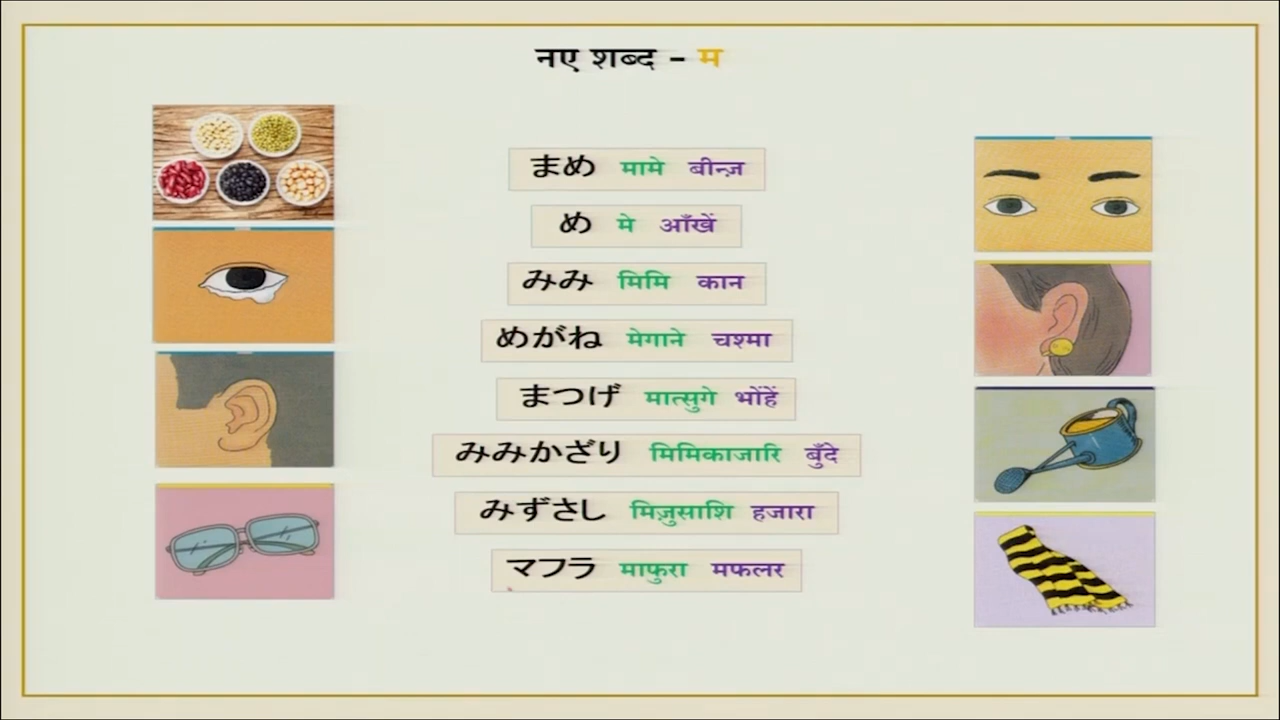 नए शब्द - म
まめ मामे बीन्ज़
め मे आँखें
みみ मिमि कान
めがね मेगाने चश्मा
まつげ मात्सुगे भोंहें
みみかざり मिमिकाजारि बुँदे
みずさし मिज़ुसाशि हजारा
マフラ माफुरा मफलर